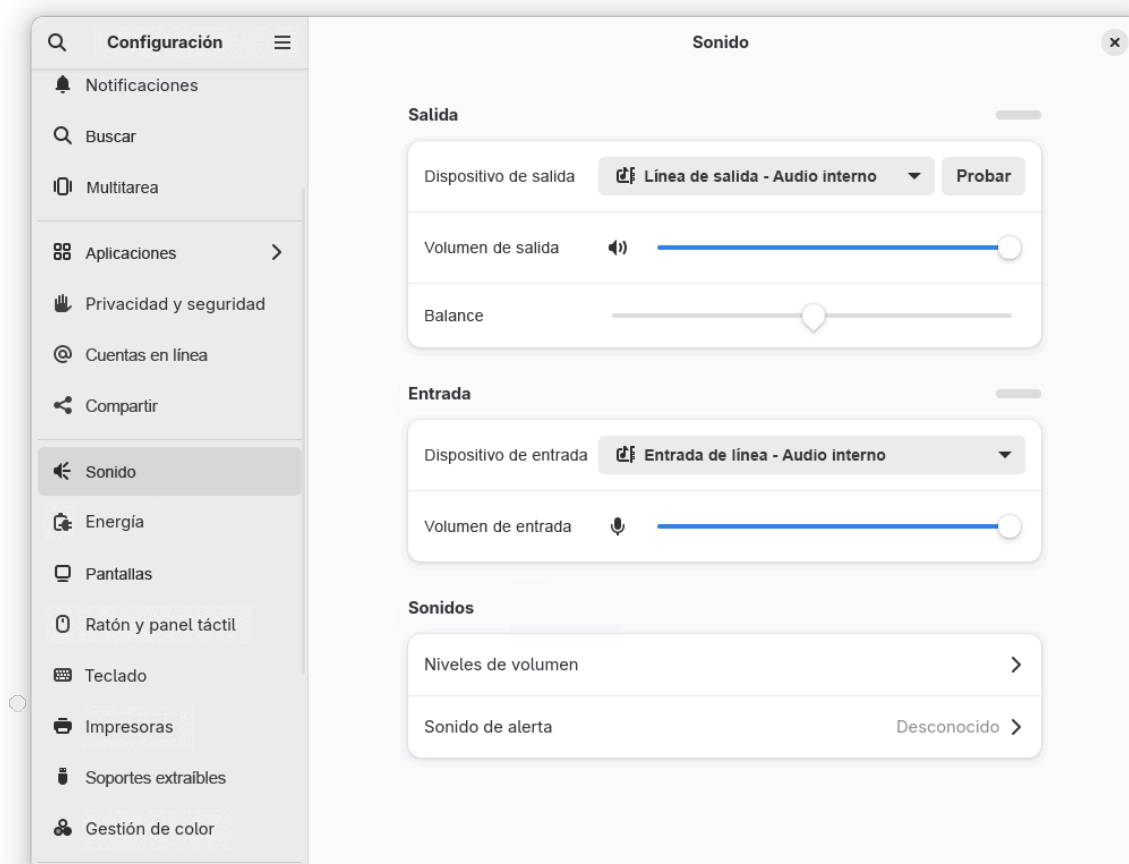 Configuración
Notificaciones
Buscar
Multitarea
Aplicaciones
Privacidad y seguridad
Cuentas en línea
Compartir
Sonido
Energía
Pantallas
Ratón y panel táctil
Teclado
Impresoras
Soportes extraíbles
Gestión de color
Sonido
Salida
Dispositivo de salida Línea de salida - Audio interno Probar
Volumen de salida
Balance
Entrada
Dispositivo de entrada Entrada de línea - Audio interno
Volumen de entrada
Sonidos
Niveles de volumen
Sonido de alerta Desconocido